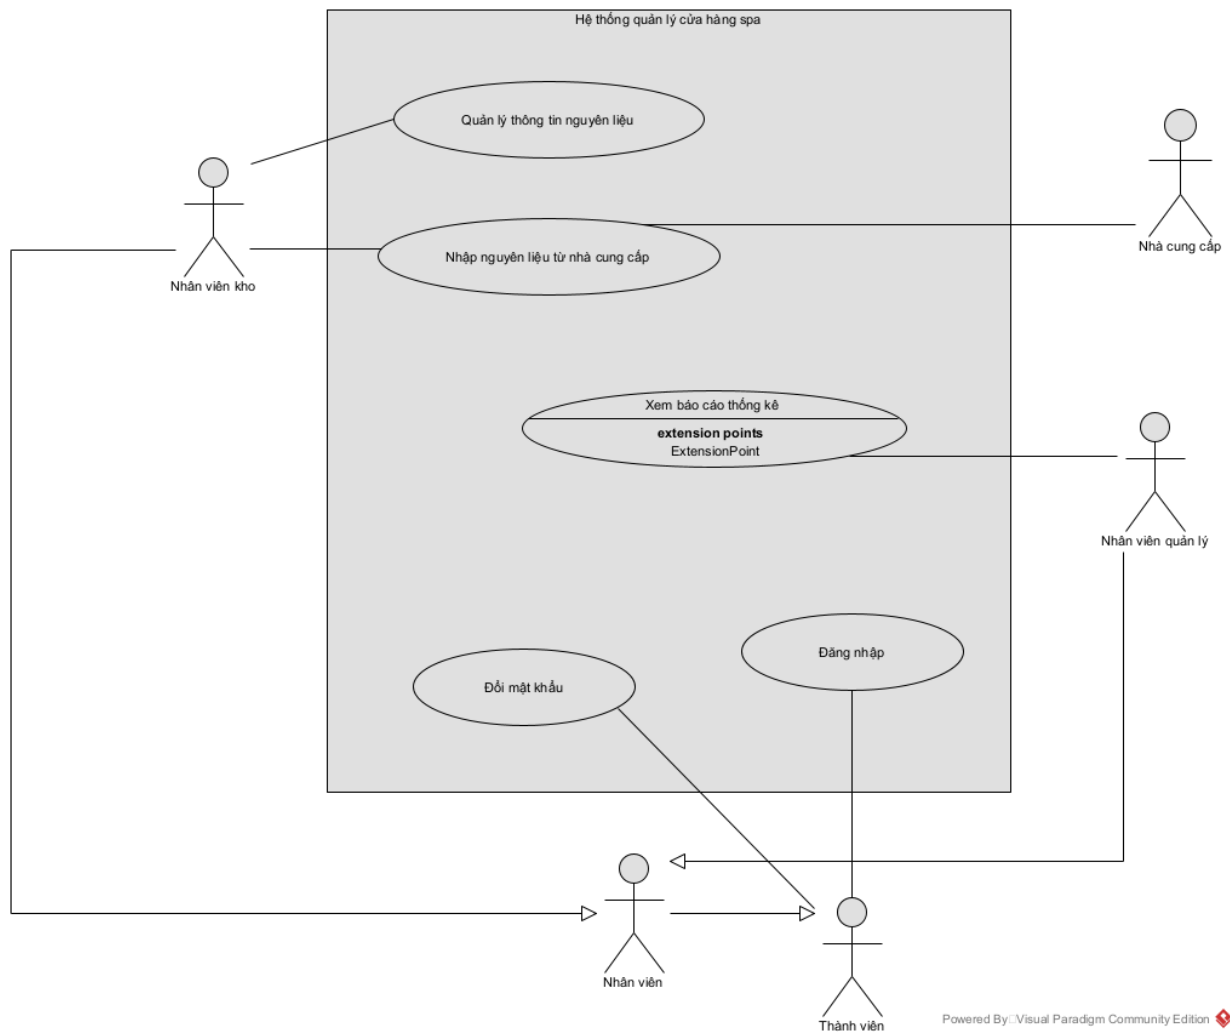 Hệ thống quản lý cửa hàng spa
Quản lý thông tin nguyên liệu
Nhà cung cấp
Nhập nguyên liệu từ nhà cung cấp
Nhân viên kho
Xem báo cáo thống kê
extension points
ExtensionPoint
Nhân viên quản lý
Đăng nhập
Đổi mật khẩu
Nhân viên
Thành viên
Powered By Visual Paradigm Community Edition